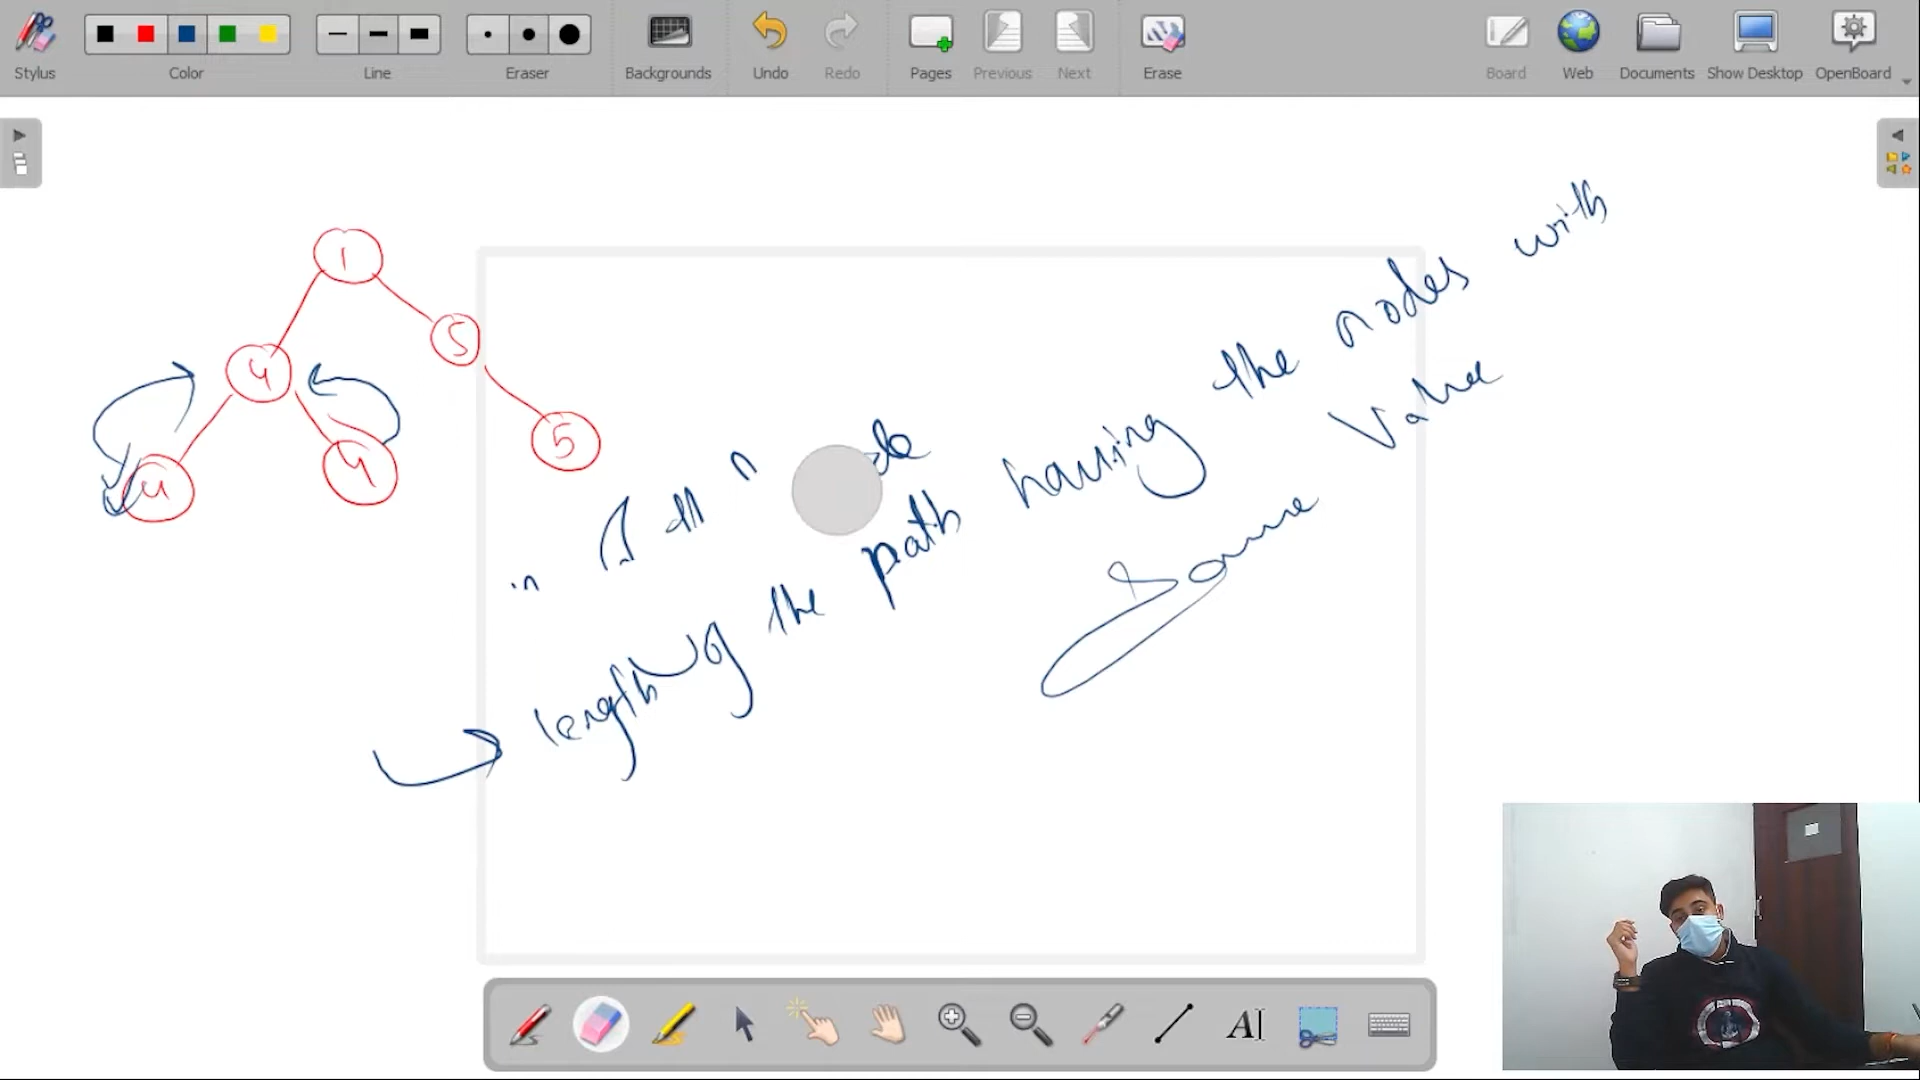 Stylus
Color
Line
Eraser
Backgrounds
Undo
Redo
Pages
Previous
Next
Erase
Board
Web
Documents
Show Desktop
OpenBoard
1
4
5
4
4
5
length of the path having the nodes with
Same Value